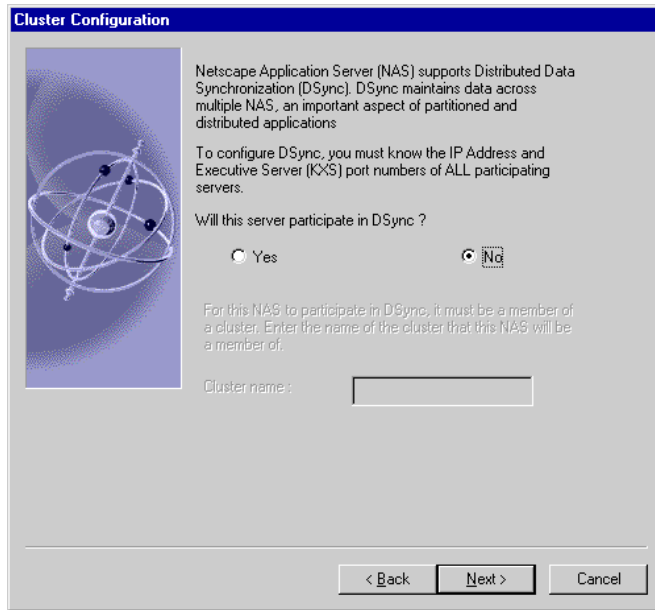 Cluster Configuration
Netscape Application Server (NAS) supports Distributed Data
Synchronization (DSync). DSync maintains data across
multiple NAS, an important aspect of partitioned and
distributed applications
To configure DSync, you must know the IP Address and
Executive Server (KXS) port numbers of ALL participating
servers.
Will this server participate in DSync ?
Yes No
For this NAS to participate in DSync, it must be a member of
a cluster. Enter the name of the cluster that this NAS will be
a member of.
Cluster name :
< Back Next > Cancel